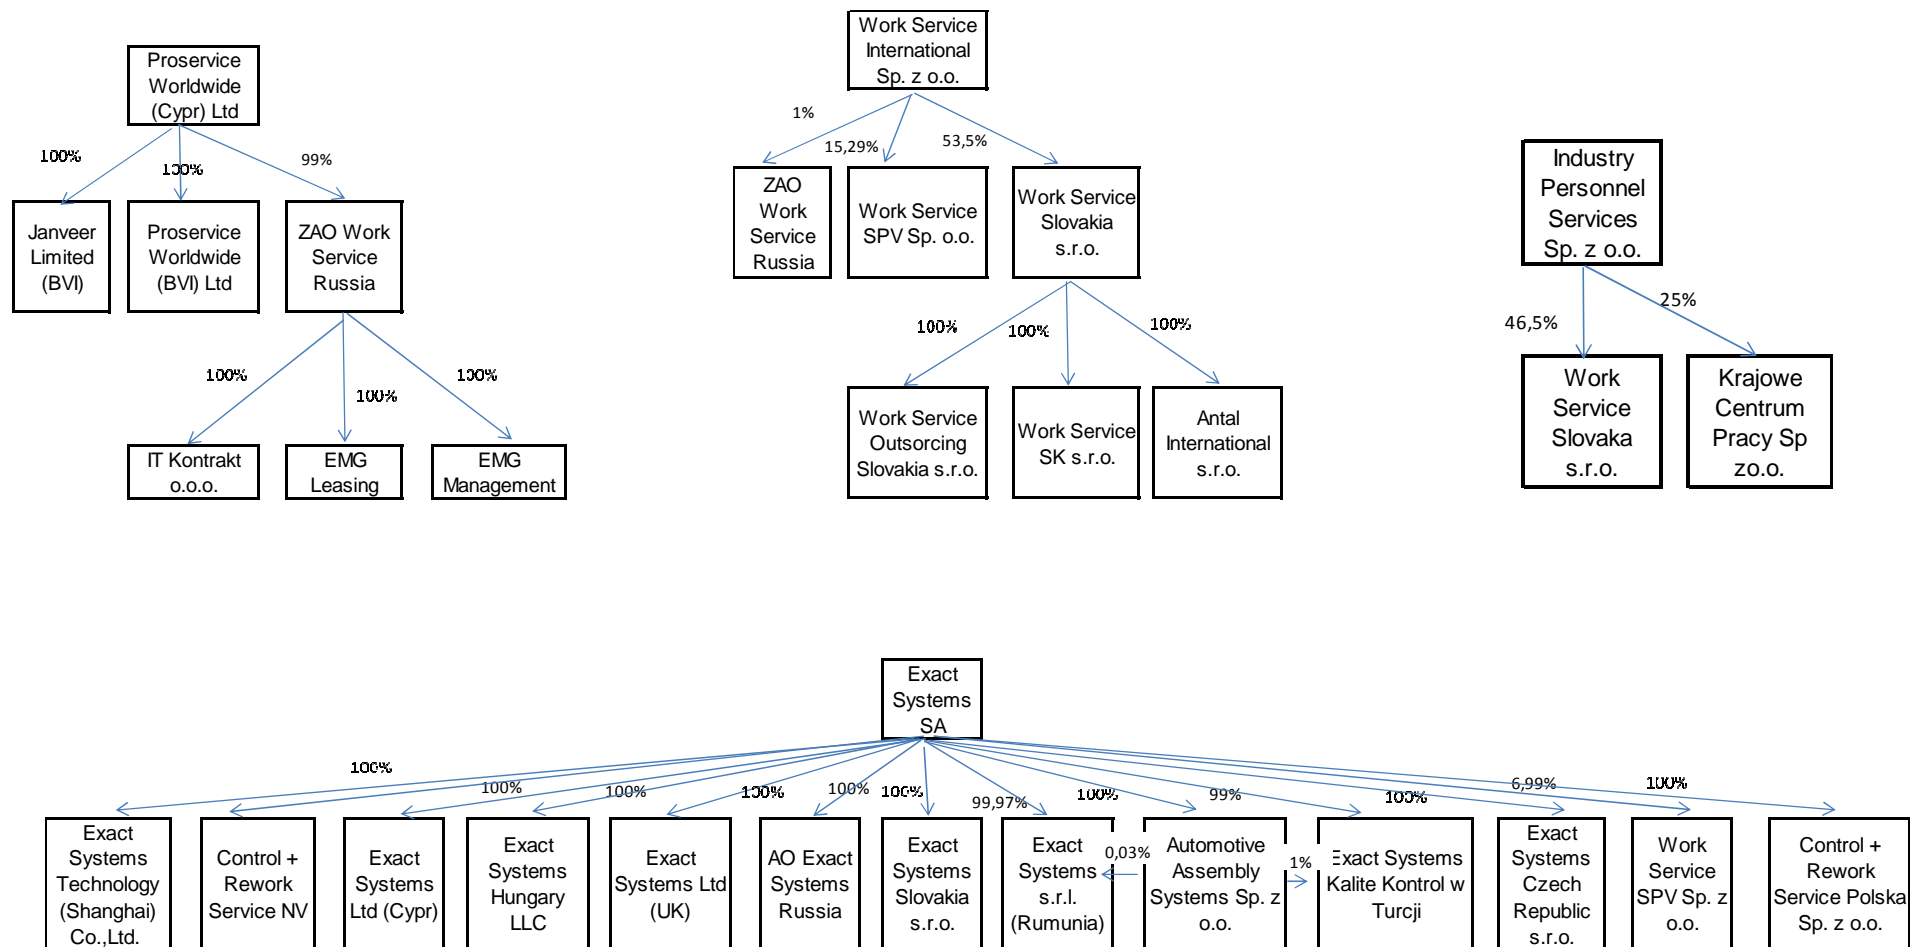 Proservice
Worldwide
(Cypr) Ltd
100%
100%
99%
Janveer
Limited
(BVI)
Proservice
Worldwide
(BVI) Ltd
ZAO Work
Service
Russia
100%
100%
100%
IT Kontrakt
o.o.o.
EMG
Leasing
EMG
Management
Work Service
International
Sp. z o.o.
1%
15,29%
53,5%
ZAO
Work
Service
Russia
Work Service
SPV Sp. o.o.
Work Service
Slovakia
s.r.o.
100%
100%
100%
Work Service
Outsorcing
Slovakia s.r.o.
Work Service
SK s.r.o.
Antal
International
s.r.o.
Industry
Personnel
Services
Sp. z o.o.
46,5%
25%
Work
Service
Slovaka
s.r.o.
Krajowe
Centrum
Pracy Sp
zo.o.
Exact
Systems
SA
100%
100%
100%
100%
100%
100%
99,97%
100%
99%
100%
6,99%
100%
Exact
Systems
Technology
(Shanghai)
Co.,Ltd.
Control +
Rework
Service NV
Exact
Systems
Ltd (Cypr)
Exact
Systems
Hungary
LLC
Exact
Systems Ltd
(UK)
AO Exact
Systems
Russia
Exact
Systems
Slovakia
s.r.o.
Exact
Systems
s.r.l.
(Rumunia)
0,03%
Automotive
Assembly
Systems Sp. z
o.o.
1%
Exact Systems
Kalite Kontrol w
Turcji
Exact
Systems
Czech
Republic
s.r.o.
Work
Service
SPV Sp. z
o.o.
Control +
Rework
Service Polska
Sp. z o.o.